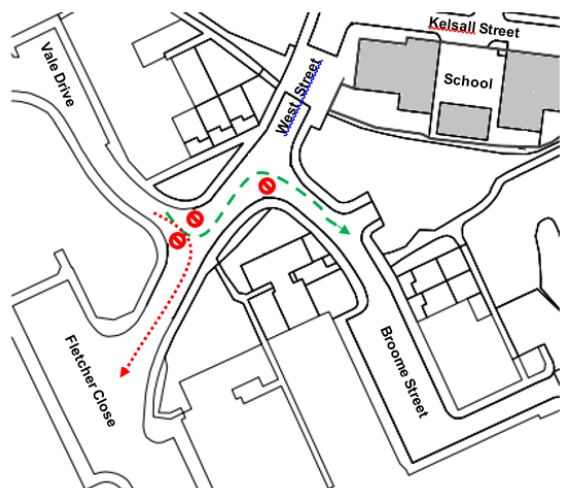 Kelsall Street
Vale Drive
School
West Street
Fletcher Close
Broome Street